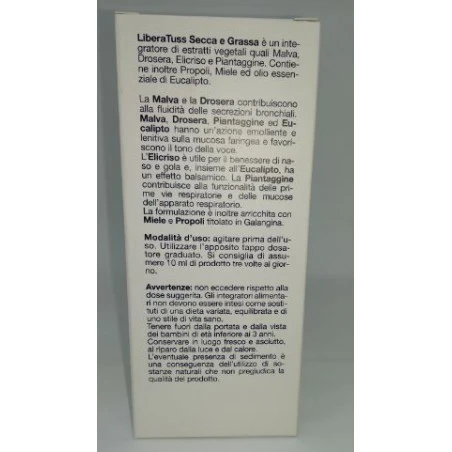 LiberaTuss Secca e Grassa è un inte-
gratore di estratti vegetali quali Malva,
Drosera, Elicriso e Piantaggine. Contie-
ne inoltre Propoli, Miele ed olio essen-
ziale di Eucalipto.
La Malva e la Drosera contribuiscono
alla fluidità delle secrezioni bronchiali.
Malva, Drosera, Piantaggine ed Eu-
calipto hanno un'azione emolliente e
lenitiva sulla mucosa faringea e favori-
scono il tono della voce.
L'Elicriso è utile per il benessere di na-
so e gola e, insieme all'Eucalipto, ha
un effetto balsamico. La Piantaggine
contribuisce alla funzionalità delle pri-
me vie respiratorie e delle mucose
dell'apparato respiratorio.
La formulazione è inoltre arricchita con
Miele e Propoli titolato in Galangina.
Modalità d'uso: agitare prima dell'u-
so. Utilizzare l'apposito tappo dosa-
tore graduato. Si consiglia di assu-
mere 10 ml di prodotto tre volte al gior-
no.
Avvertenze: non eccedere rispetto alla
dose suggerita. Gli integratori alimenta-
ri non devono essere intesi come sosti-
tuti di una dieta variata, equilibrata e di
uno stile di vita sano.
Tenere fuori dalla portata e dalla vista
dei bambini di età inferiore ai 3 anni.
Conservare in luogo fresco e asciutto,
al riparo dalla luce e dal calore.
L'eventuale presenza di sedimento è
una conseguenza dell'utilizzo di so-
stanze naturali che non pregiudica la
qualità del prodotto.